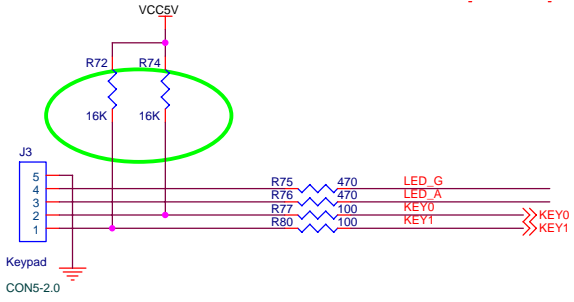 VCC5V
R72
R74
16K
16K
J3
5
4
3
2
1
R75 470 LED_G
R76 470 LED_A
R77 100 KEY0
R80 100 KEY1
KEY0
KEY1
Keypad
CON5-2.0